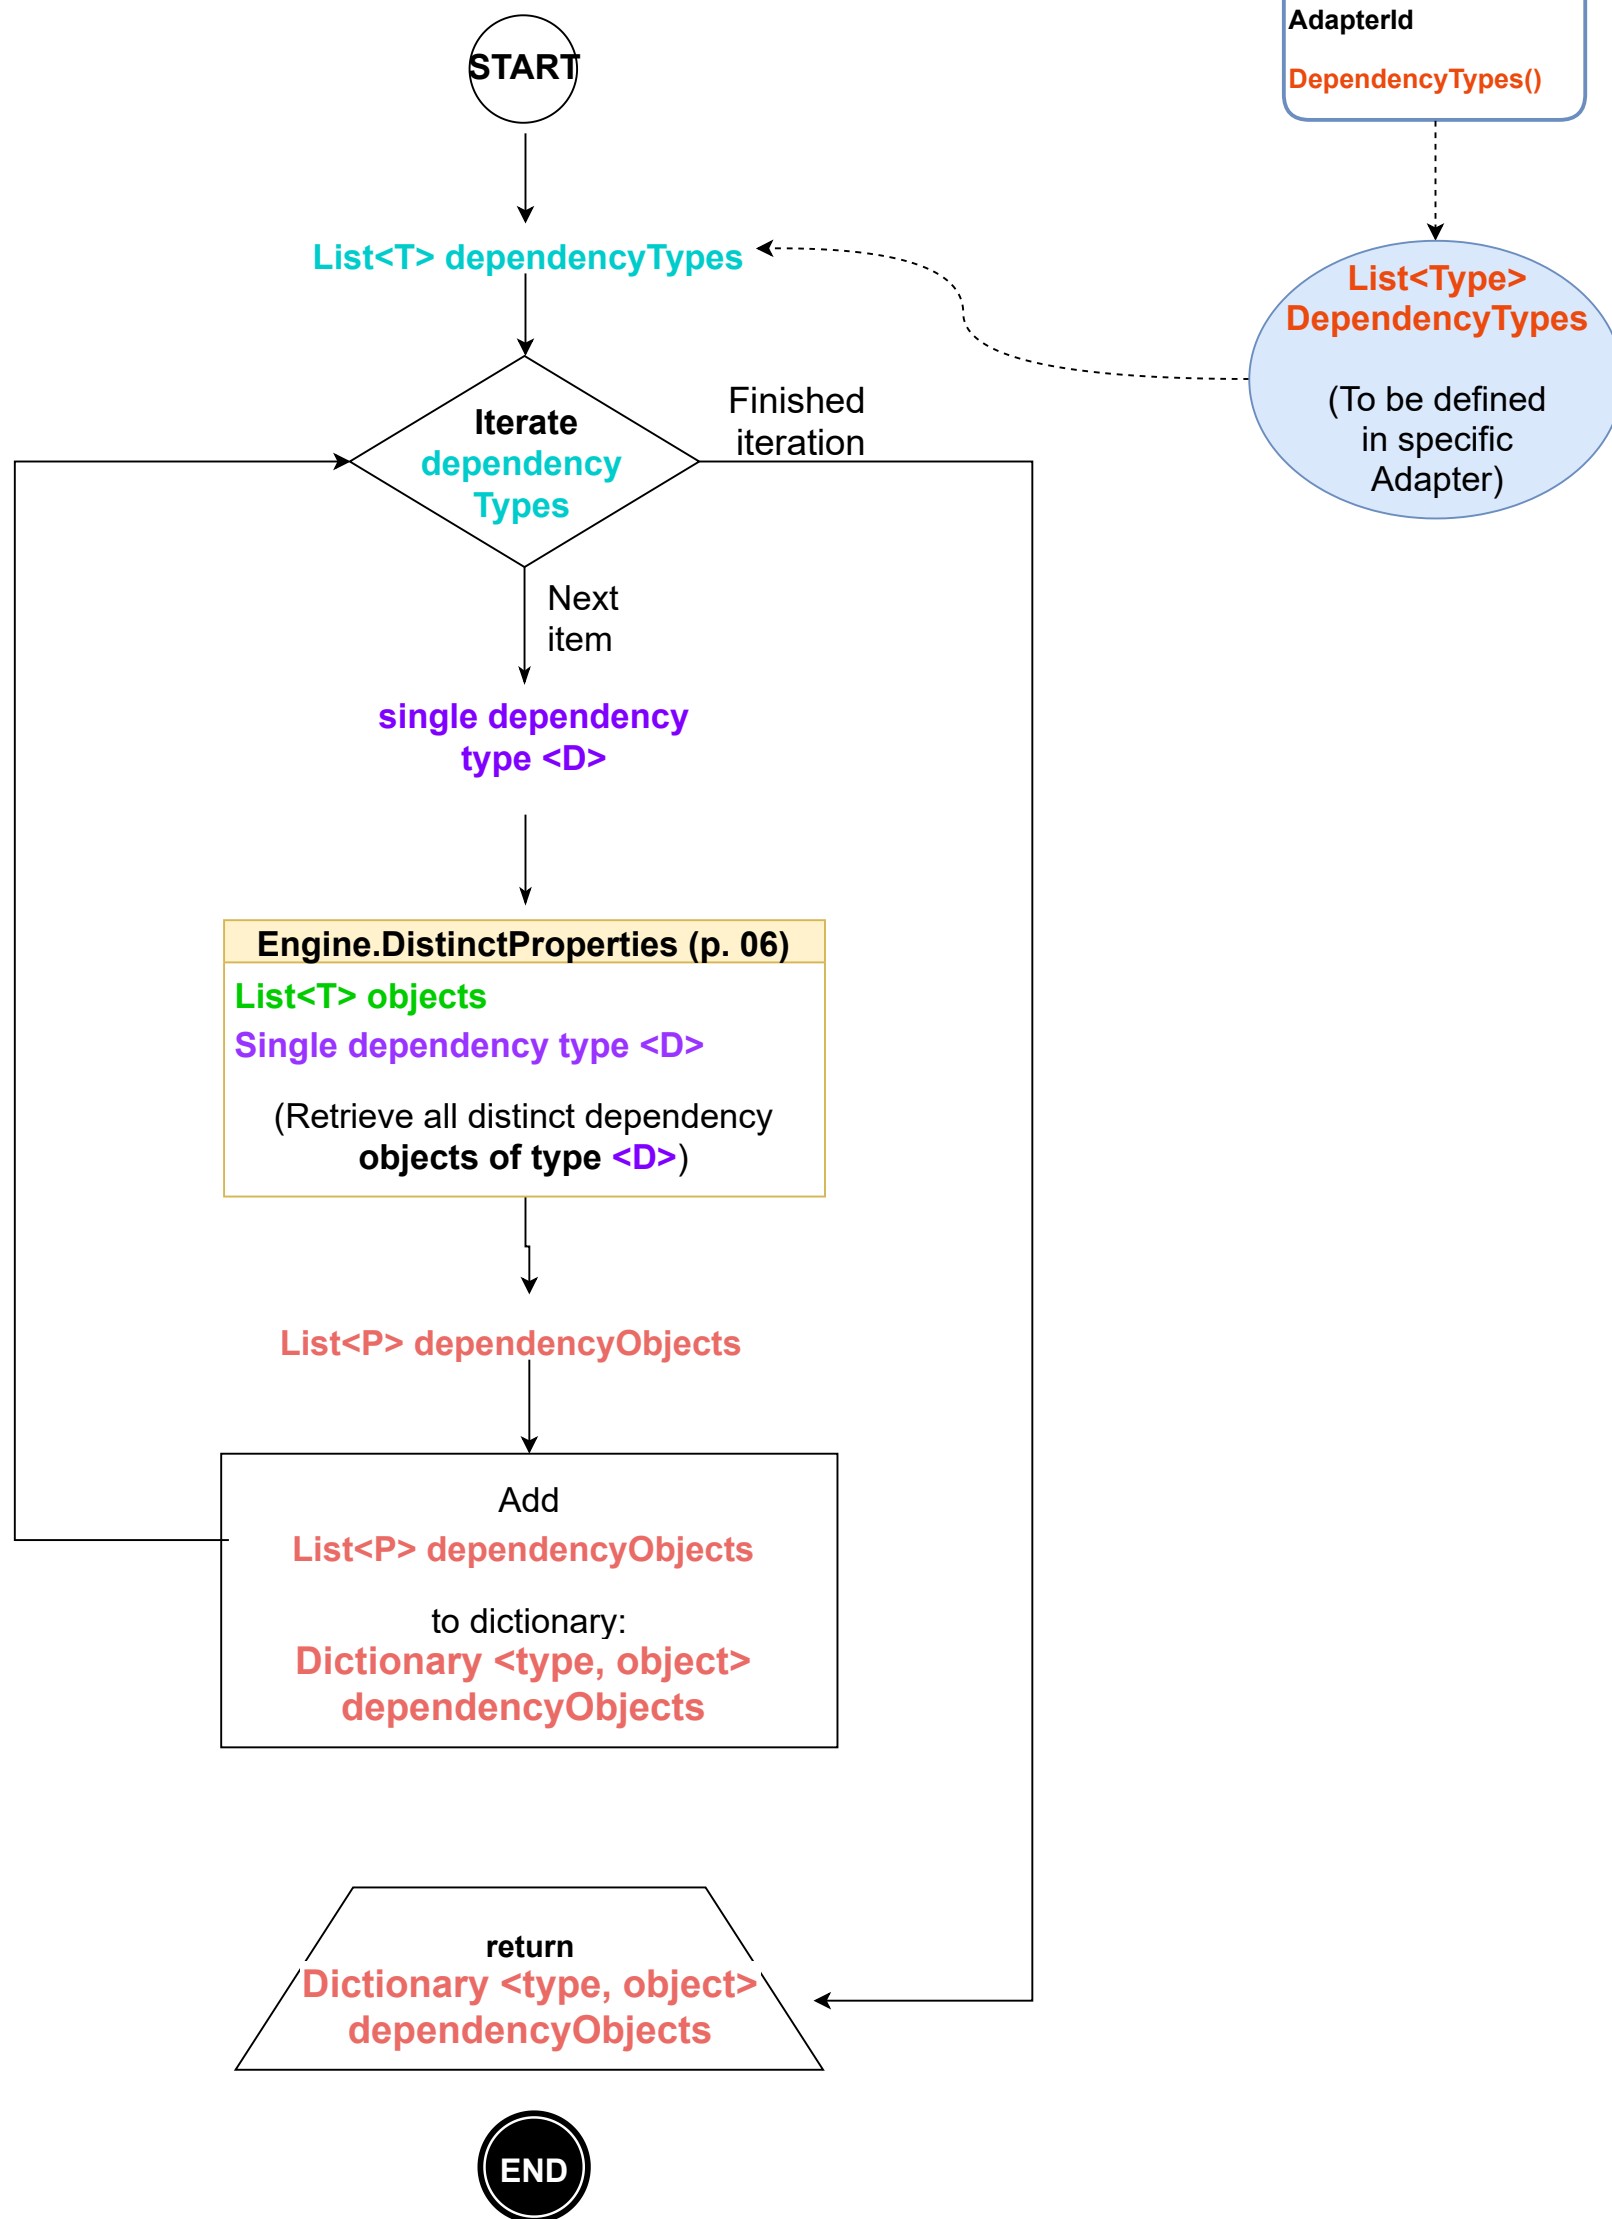 START
AdapterId
DependencyTypes()
List<T> dependencyTypes
List<Type>
DependencyTypes
(To be defined
in specific
Adapter)
Iterate
dependency
Types
Finished
iteration
Next
item
single dependency
type <D>
Engine.DistinctProperties (p. 06)
List<T> objects
Single dependency type <D>
(Retrieve all distinct dependency
objects of type <D>)
List<P> dependencyObjects
Add
List<P> dependencyObjects
to dictionary:
Dictionary <type, object>
dependencyObjects
return
Dictionary <type, object>
dependencyObjects
END